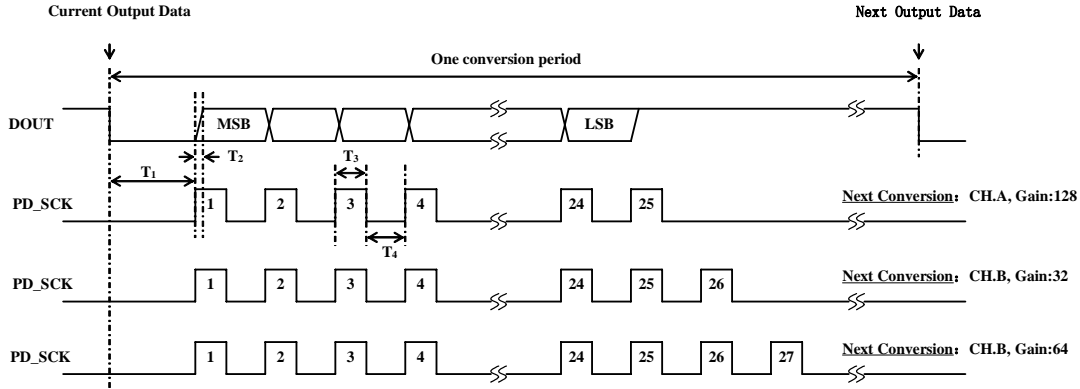 Current Output Data
Next Output Data
One conversion period
DOUT
MSB
LSB
T2
T3
T1
PD_SCK
1 2 3 4 24 25
Next Conversion： CH.A, Gain:128
T4
PD_SCK
1 2 3 4 24 25 26
Next Conversion： CH.B, Gain:32
PD_SCK
1 2 3 4 24 25 26 27
Next Conversion： CH.B, Gain:64